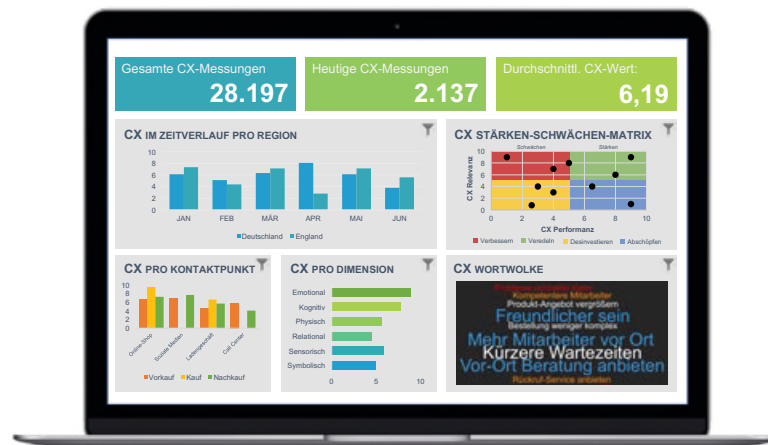 Gesamte CX-Messungen
28.197
Heutige CX-Messungen
2.137
Durchschnittl. CX-Wert:
6,19
CX IM ZEITVERLAUF PRO REGION
10
8
6
4
2
0
JAN FEB MÄR APR MAI JUN
Deutschland England
CX STÄRKEN-SCHWÄCHEN-MATRIX
Schwächen Stärken
CX Relevanz
10
8
6
4
2
0
0 2 4 6 8 10
CX Performanz
Verbessern Veredeln Desinvestieren Abschöpfen
CX PRO KONTAKTPUNKT
10
8
6
4
2
0
Online-Shop Soziale Medien Ladengeschäft Call Center
Vorkauf Kauf Nachkauf
CX PRO DIMENSION
Emotional
Kognitiv
Physisch
Relational
Sensorisch
Symbolisch
0 5 10
CX WORTWOLKE
Kompetentere Mitarbeiter
Produkt-Angebot vergrößern
Freundlicher sein
Bestellung weniger komplex
Mehr Mitarbeiter vor Ort
Kürzere Wartezeiten
Vor-Ort Beratung anbieten
Rückruf-Service anbieten